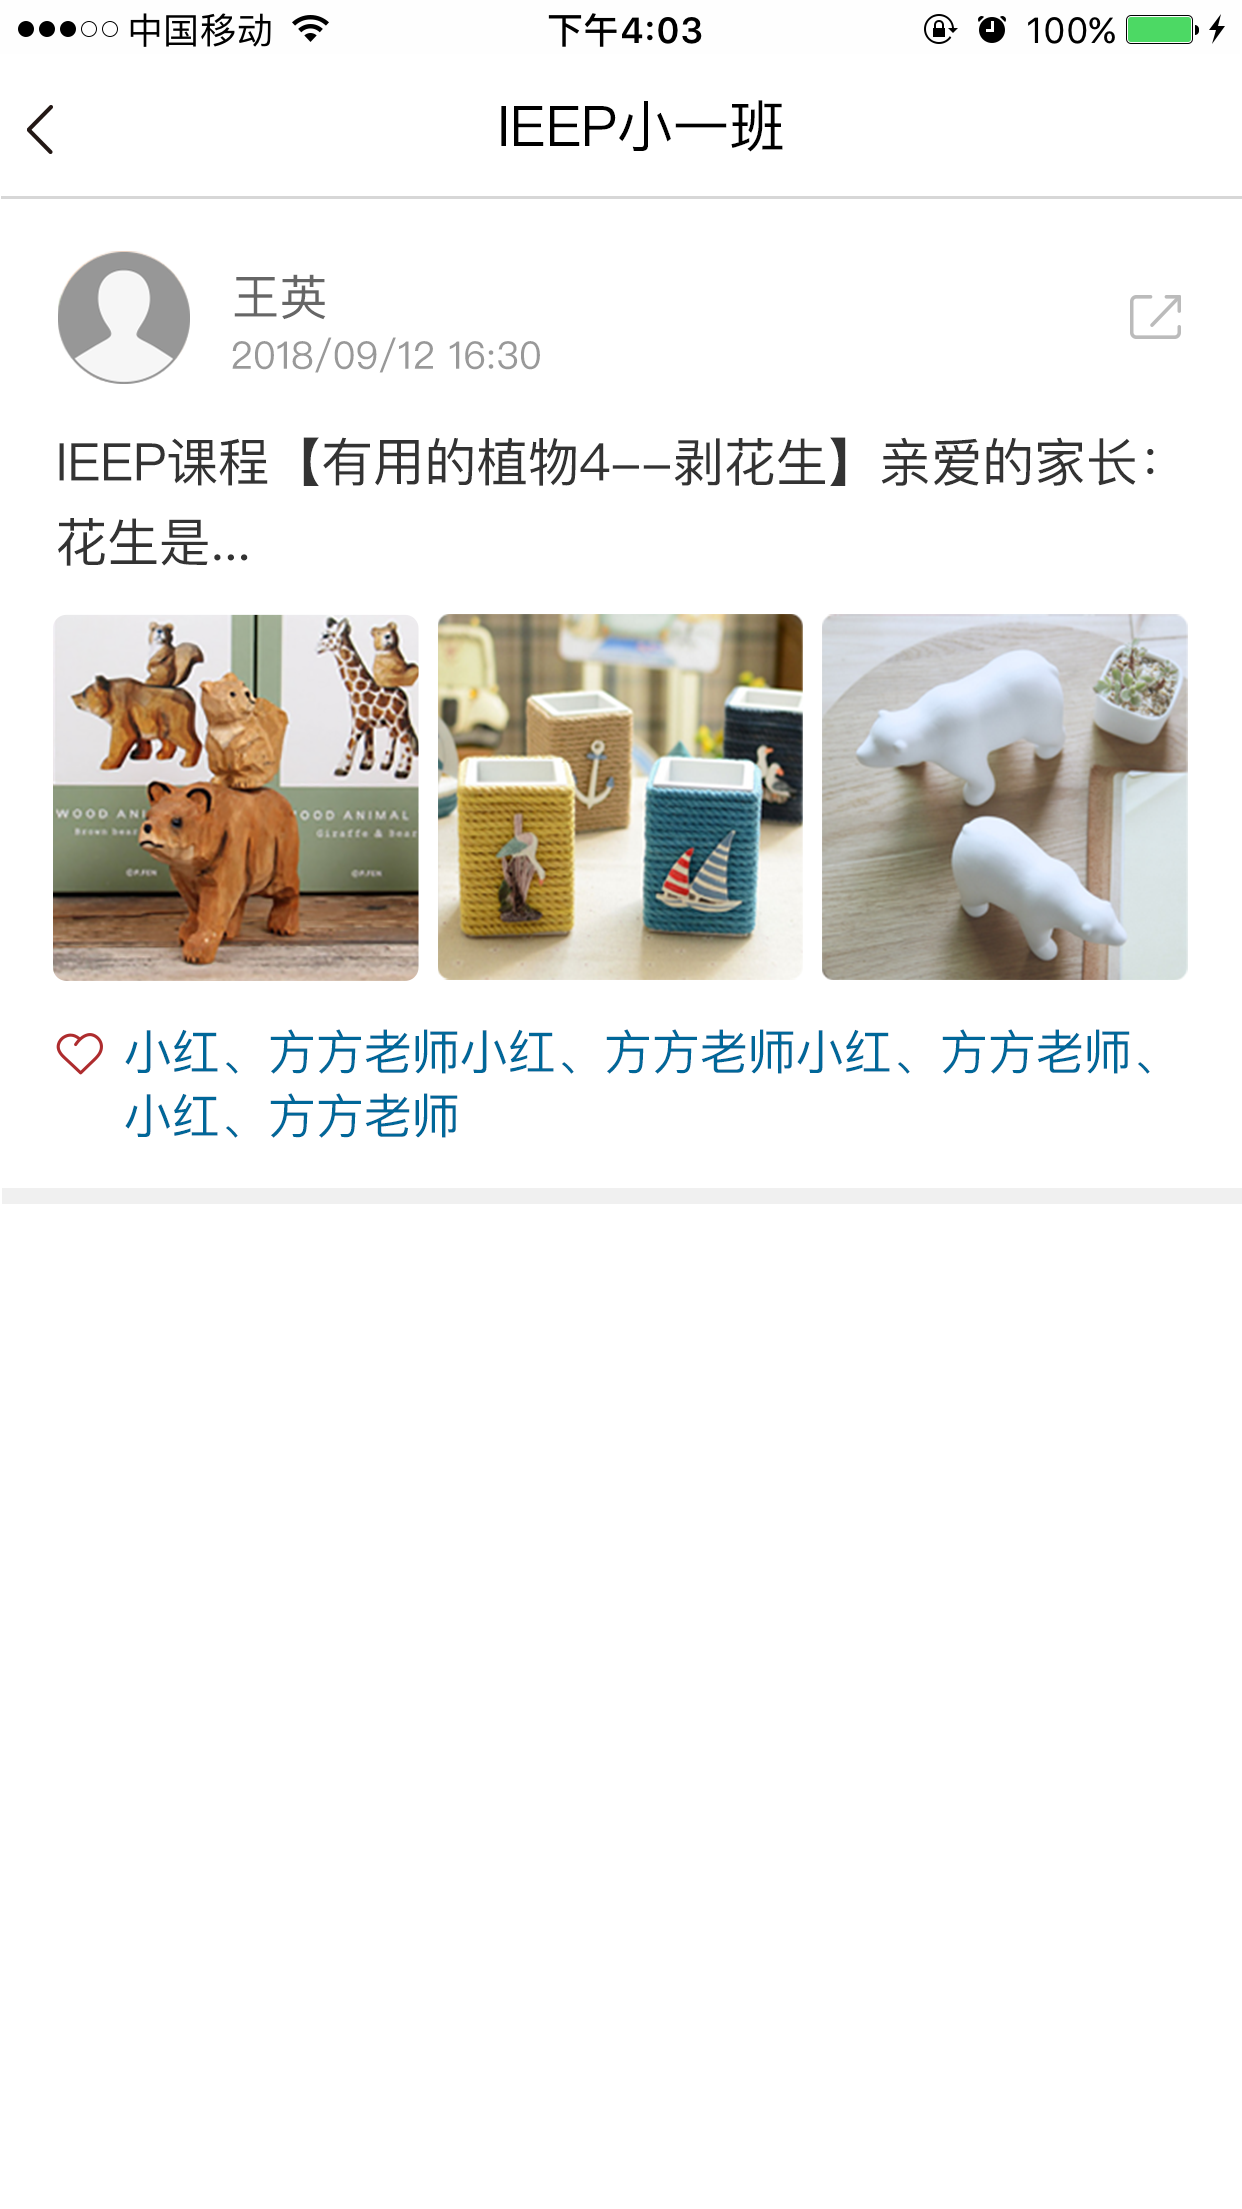 中国移动 下午4:03 100%
IEEP小一班
王英
2018/09/12 16:30
IEEP课程【有用的植物4--剥花生】亲爱的家长：
花生是...
WOOD ANI
Brown bear
OOD ANIMAL
Giraffe & Bear
小红、方方老师小红、方方老师小红、方方老师、
小红、方方老师